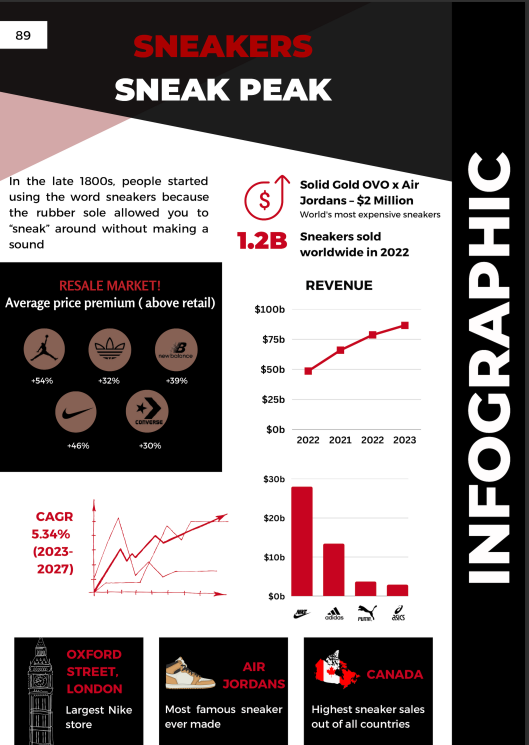 89
SNEAKERS
SNEAK PEAK
In the late 1800s, people started
using the word sneakers because
the rubber sole allowed you to
“sneak” around without making a
sound
Solid Gold OVO x Air
Jordans – $2 Million
World's most expensive sneakers
1.2B
Sneakers sold
worldwide in 2022
RESALE MARKET!
Average price premium ( above retail)
new balance
+54%
+32%
+39%
CONVERSE
+46%
+30%
REVENUE
$100b
$75b
$50b
$25b
$0b
2022 2021 2022 2023
CAGR
5.34%
(2023-
2027)
$30b
$20b
$10b
$0b
NIKE
adidas
PUMA
asics
OXFORD
STREET,
LONDON
Largest Nike
store
AIR
JORDANS
Most famous sneaker
ever made
CANADA
Highest sneaker sales
out of all countries
INFOGRAPHIC